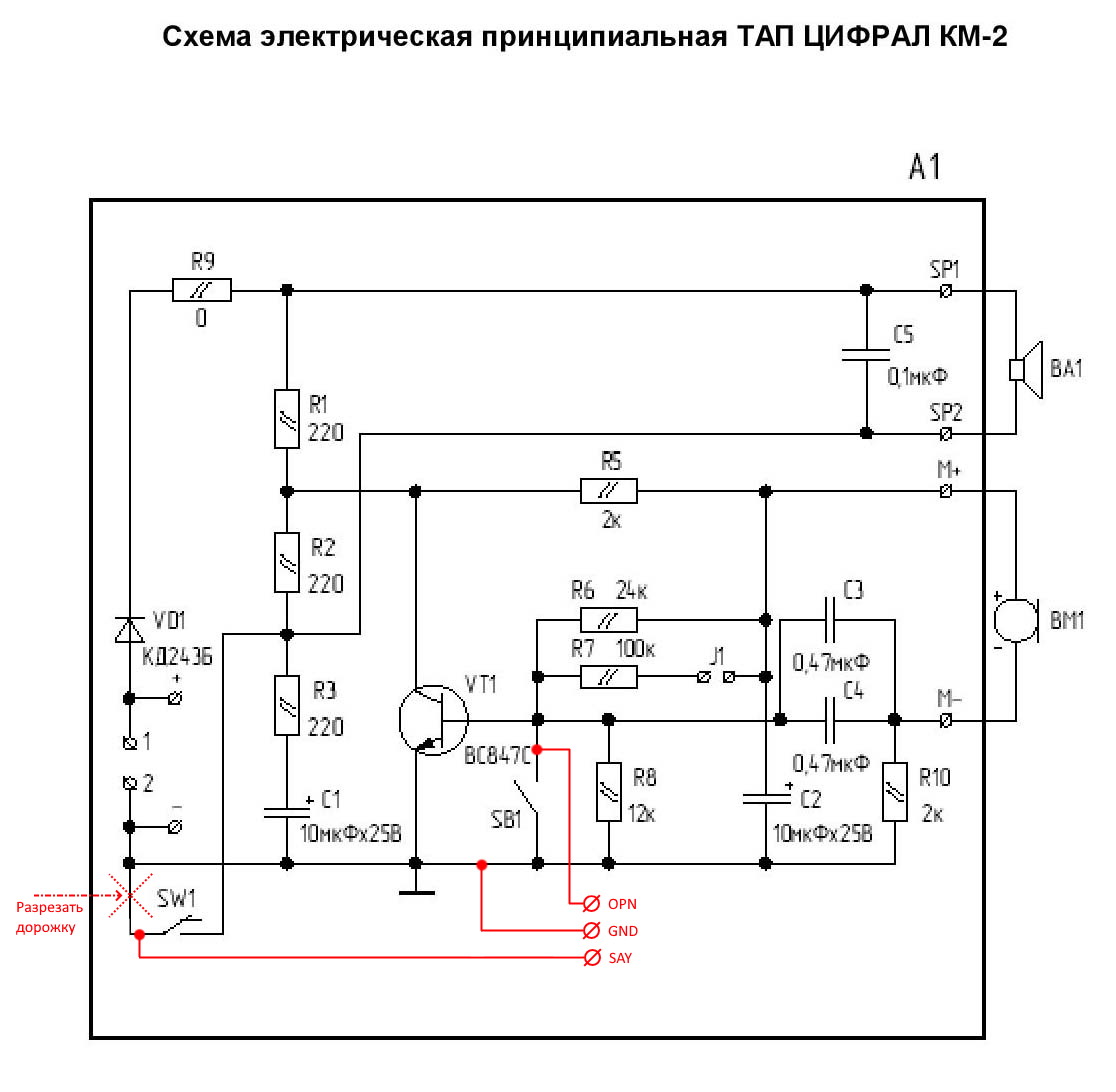 Схема электрическая принципиальная ТАП ЦИФРАЛ КМ-2
A1
R9
0
SP1
C5
0,1мкФ
BA1
R1
220
SP2
R5
2к
M+
R2
220
R6 24к
C3
VD1
КД243Б
+
BM1
-
R7 100к
J1
0,47мкФ
+
R3
220
VT1
C4
M-
1
BC847C
0,47мкФ
2
R8
12к
+
C2
R10
2к
-
+
C1
SB1
10мкФх25В
10мкФх25В
SW1
Разрезать
дорожку
OPN
GND
SAY